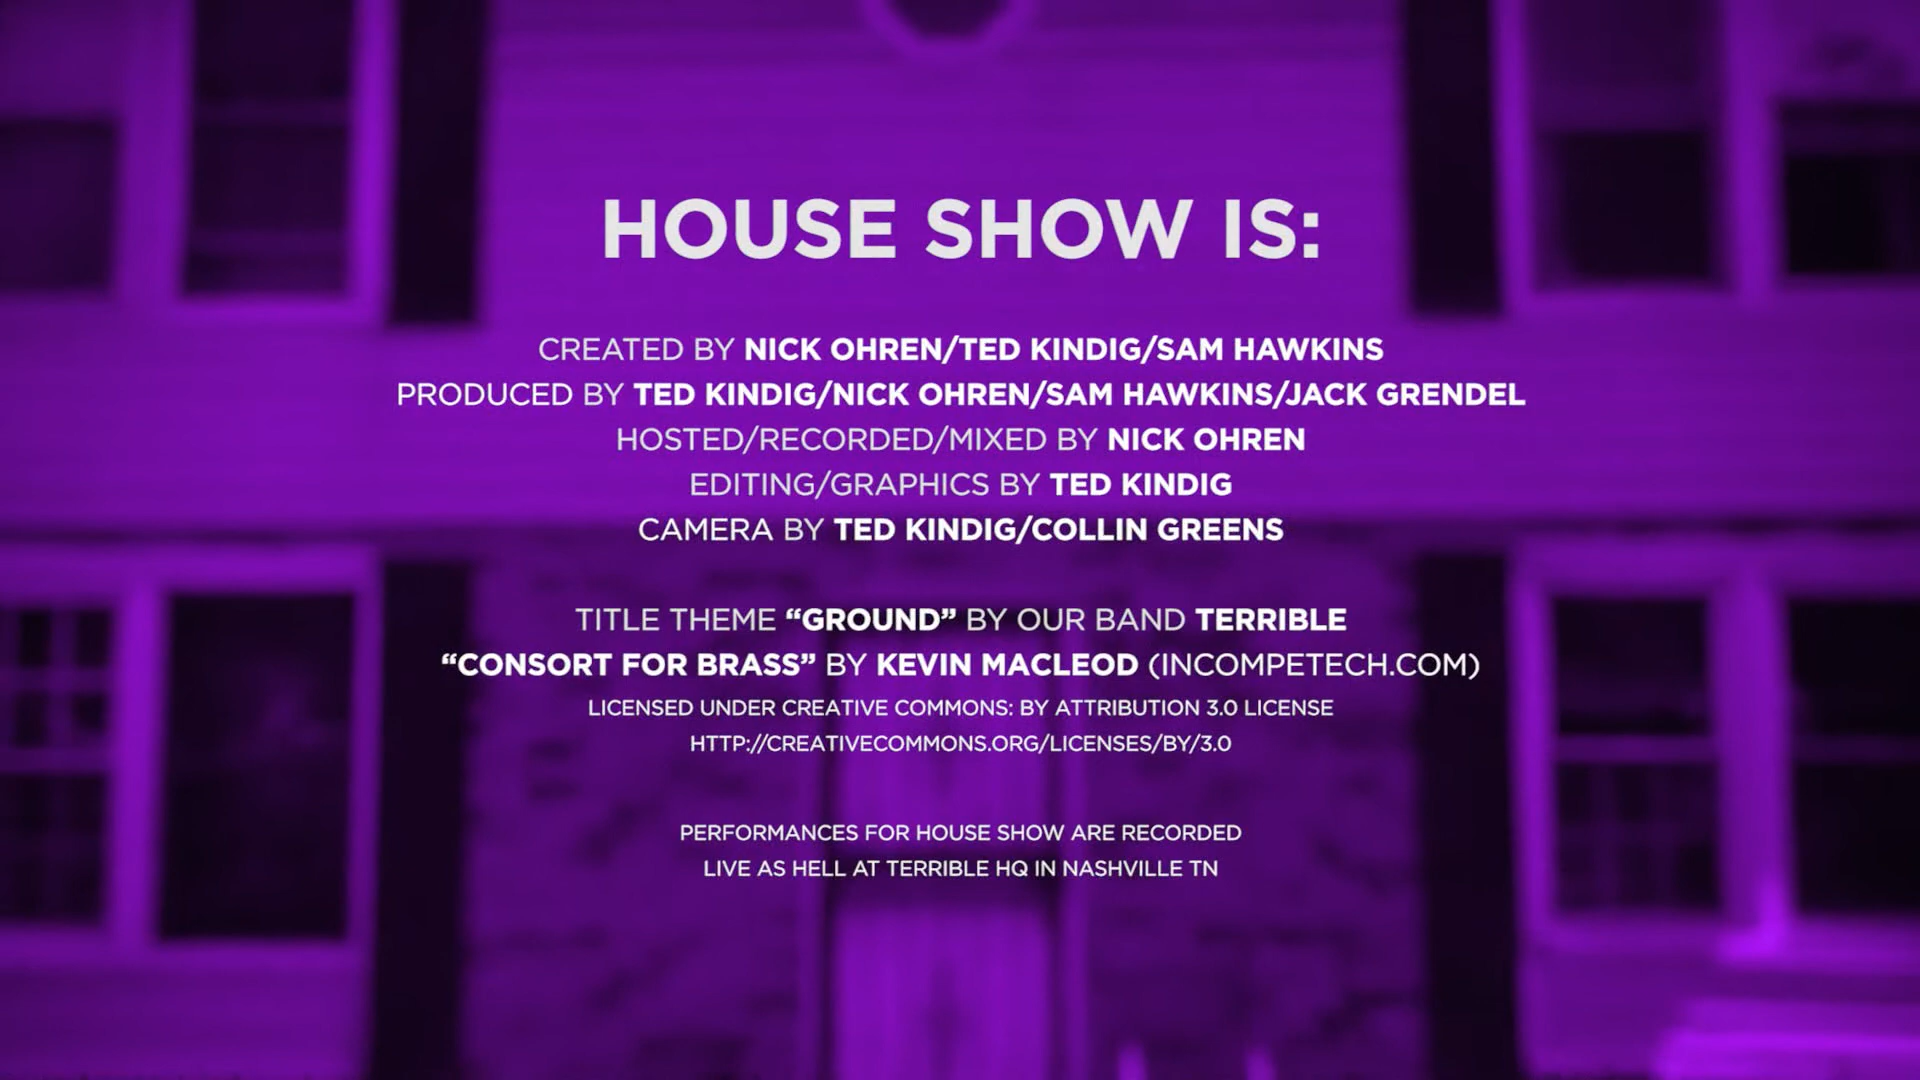 HOUSE SHOW IS:
CREATED BY NICK OHREN/TED KINDIG/SAM HAWKINS
PRODUCED BY TED KINDIG/NICK OHREN/SAM HAWKINS/JACK GRENDEL
HOSTED/RECORDED/MIXED BY NICK OHREN
EDITING/GRAPHICS BY TED KINDIG
CAMERA BY TED KINDIG/COLLIN GREENS
TITLE THEME “GROUND” BY OUR BAND TERRIBLE
“CONSORT FOR BRASS” BY KEVIN MACLEOD (INCOMPETECH.COM)
LICENSED UNDER CREATIVE COMMONS: BY ATTRIBUTION 3.0 LICENSE
HTTP://CREATIVECOMMONS.ORG/LICENSES/BY/3.0
PERFORMANCES FOR HOUSE SHOW ARE RECORDED
LIVE AS HELL AT TERRIBLE HQ IN NASHVILLE TN